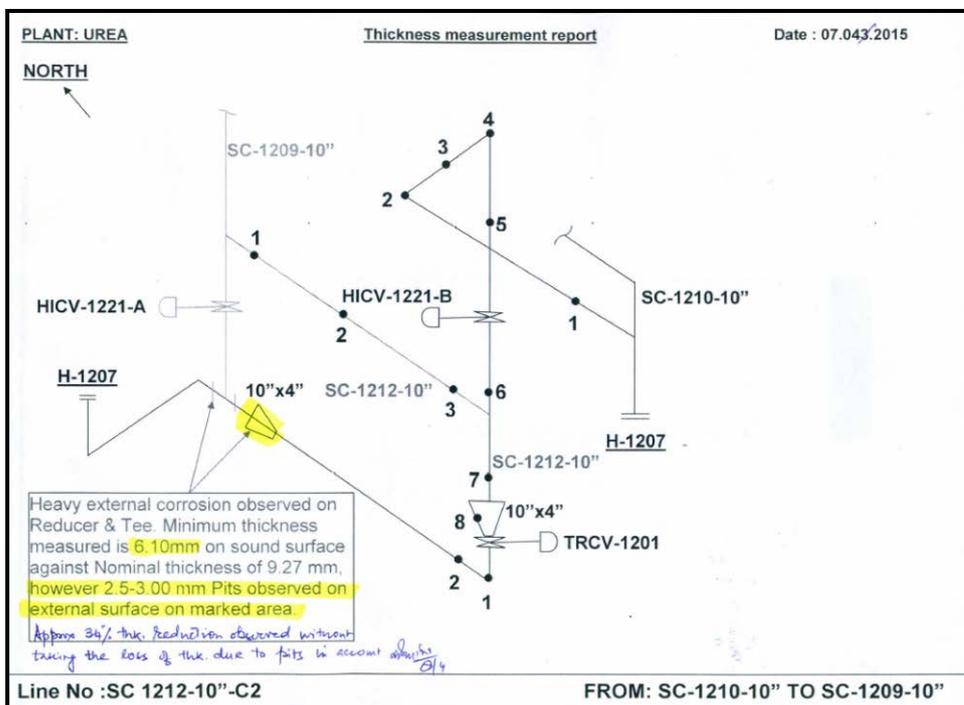 PLANT: UREA
Thickness measurement report
Date : 07.043.2015
NORTH
4
3
SC-1209-10”
2
5
1
HICV-1221-A
HICV-1221-B
SC-1210-10”
2
1
H-1207
10”x4”
SC-1212-10”
3
6
H-1207
SC-1212-10”
7
8
10”x4”
TRCV-1201
2
1
Heavy external corrosion observed on
Reducer & Tee. Minimum thickness
measured is 6.10mm on sound surface
against Nominal thickness of 9.27 mm,
however 2.5-3.00 mm Pits observed on
external surface on marked area.
Approx 34% thk. reduction observed without
taking the loss of thk. due to pits in account
Line No :SC 1212-10”-C2
FROM: SC-1210-10” TO SC-1209-10”